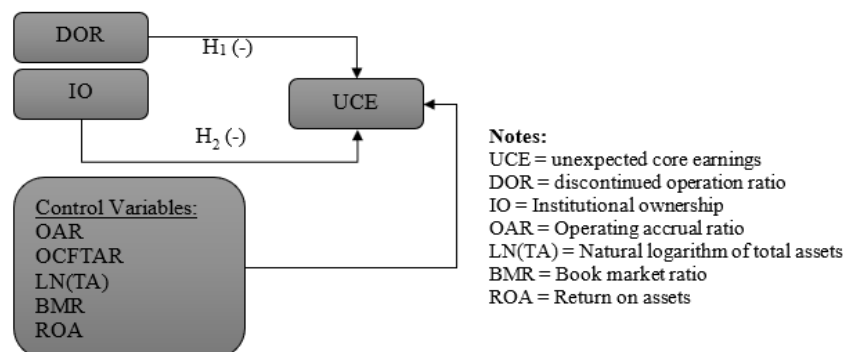 DOR
H1 (-)
IO
UCE
H2 (-)
Control Variables:
OAR
OCFTAR
LN(TA)
BMR
ROA
Notes:
UCE = unexpected core earnings
DOR = discontinued operation ratio
IO = Institutional ownership
OAR = Operating accrual ratio
LN(TA) = Natural logarithm of total assets
BMR = Book market ratio
ROA = Return on assets